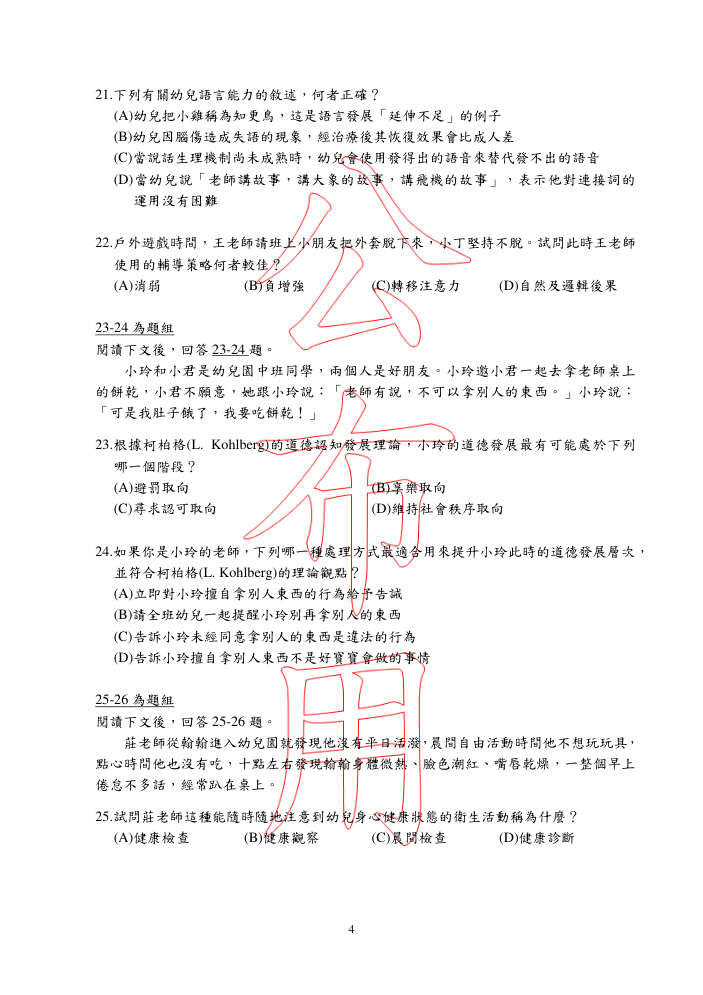 21.下列有關幼兒語言能力的敘述，何者正確？
(A)幼兒把小雞稱為知更鳥，這是語言發展「延伸不足」的例子
(B)幼兒因腦傷造成失語的現象，經治療後其恢復效果會比成人差
(C)當說話生理機制尚未成熟時，幼兒會使用發得出的語音來替代發不出的語音
(D)當幼兒說「老師講故事，講大象的故事，講飛機的故事」，表示他對連接詞的
運用沒有困難
22.戶外遊戲時間，王老師請班上小朋友把外套脫下來，小丁堅持不脫。試問此時王老師
使用的輔導策略何者較佳？
(A)消弱 (B)負增強 (C)轉移注意力 (D)自然及邏輯後果
23-24 為題組
閱讀下文後，回答 23-24 題。
小玲和小君是幼兒園中班同學，兩個人是好朋友。小玲邀小君一起去拿老師桌上
的餅乾，小君不願意，她跟小玲說：「老師有說，不可以拿別人的東西。」小玲說：
「可是我肚子餓了，我要吃餅乾！」
23.根據柯柏格(L. Kohlberg)的道德認知發展理論，小玲的道德發展最有可能處於下列
哪一個階段？
(A)避罰取向 (B)享樂取向
(C)尋求認可取向 (D)維持社會秩序取向
24.如果你是小玲的老師，下列哪一種處理方式最適合用來提升小玲此時的道德發展層次，
並符合柯柏格(L. Kohlberg)的理論觀點？
(A)立即對小玲擅自拿別人東西的行為給予告誡
(B)請全班幼兒一起提醒小玲別再拿別人的東西
(C)告訴小玲未經同意拿別人的東西是違法的行為
(D)告訴小玲擅自拿別人東西不是好寶寶會做的事情
25-26 為題組
閱讀下文後，回答 25-26 題。
莊老師從翰翰進入幼兒園就發現他沒有平日活潑，晨間自由活動時間他不想玩玩具，
點心時間他也沒有吃，十點左右發現翰翰身體微熱、臉色潮紅、嘴唇乾燥，一整個早上
倦怠不多話，經常趴在桌上。
25.試問莊老師這種能隨時隨地注意到幼兒身心健康狀態的衛生活動稱為什麼？
(A)健康檢查 (B)健康觀察 (C)晨間檢查 (D)健康診斷
公布用
4